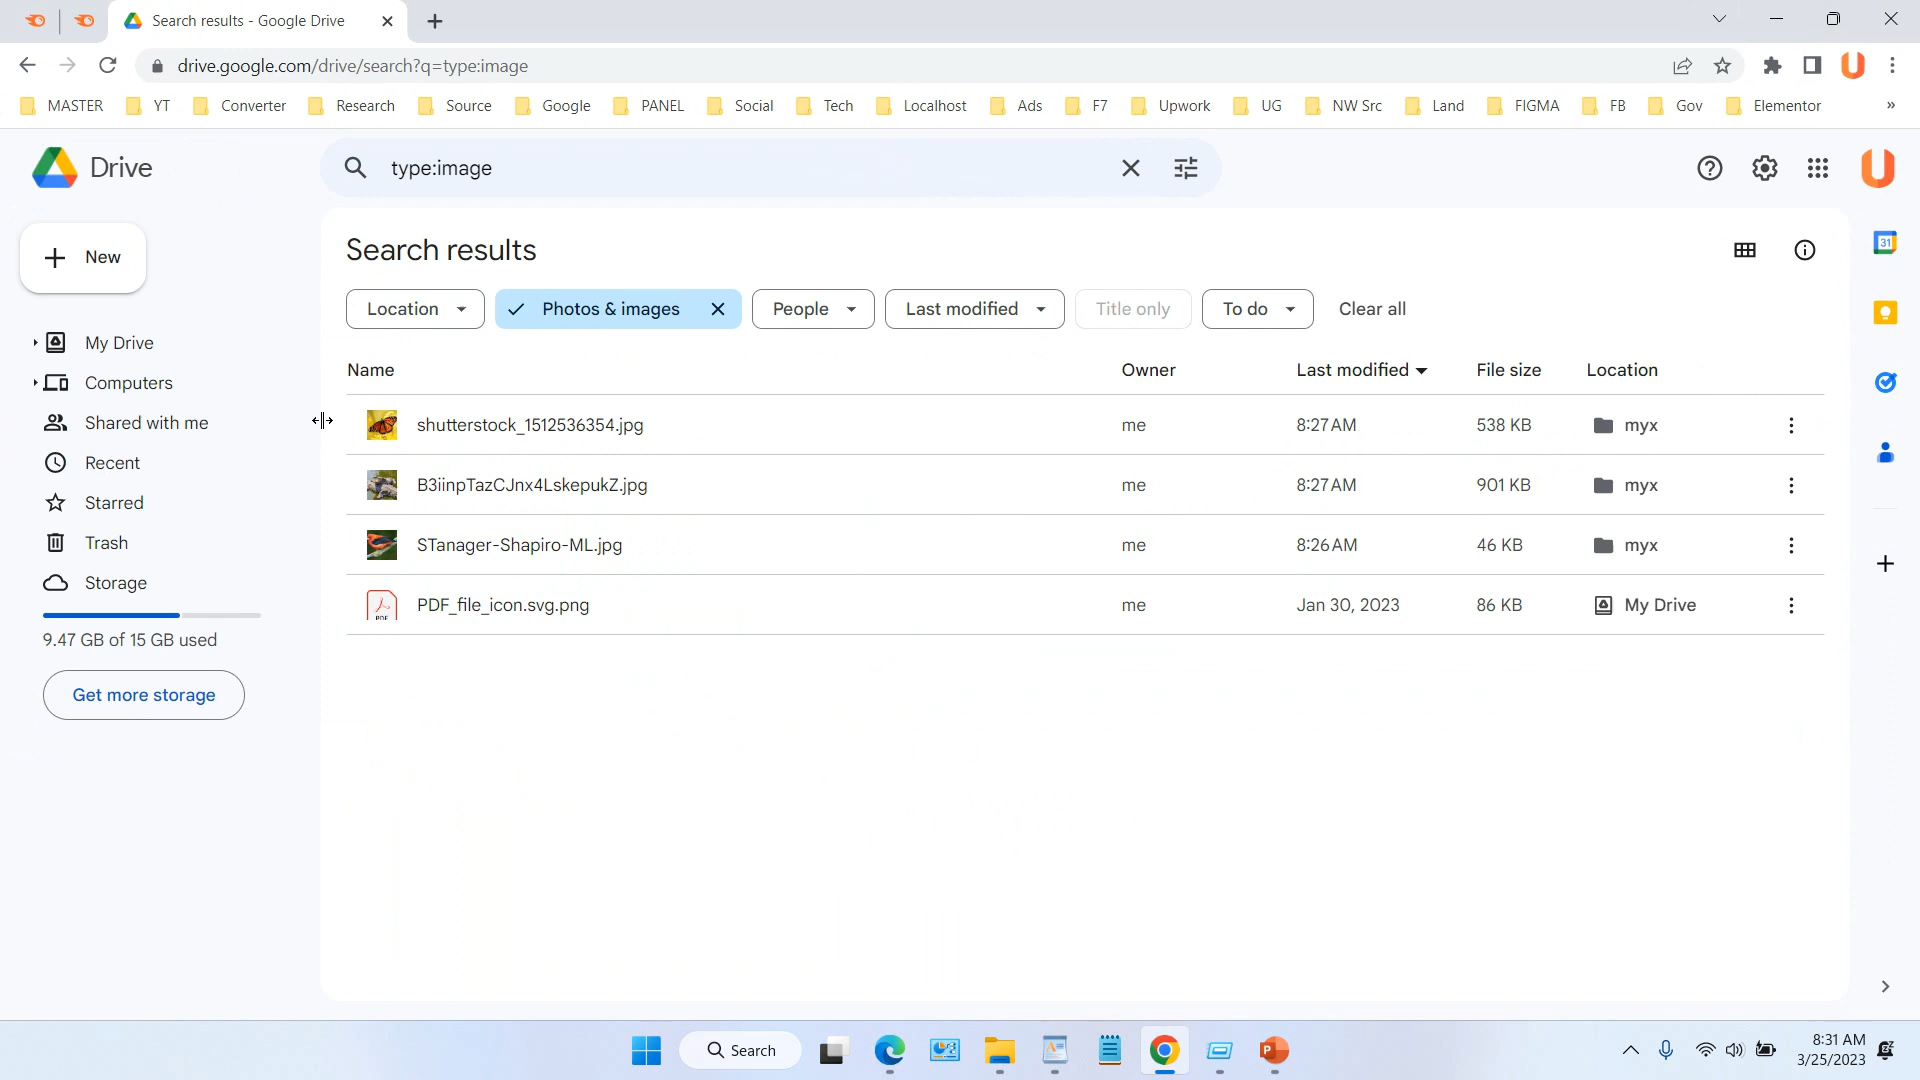 Search results - Google Drive
drive.google.com/drive/search?q=type:image
MASTER YT Converter Research Source Google PANEL Social Tech Localhost Ads F7 Upwork UG NW Src Land FIGMA FB Gov Elementor »
Drive
type:image
New
Search results
Location Photos & images People Last modified Title only To do Clear all
My Drive
Computers
Shared with me
Recent
Starred
Trash
Storage
9.47 GB of 15 GB used
Get more storage
Name Owner Last modified File size Location
shutterstock_1512536354.jpg me 8:27 AM 538 KB myx
B3iinpTazCJnx4LskepukZ.jpg me 8:27 AM 901 KB myx
STanager-Shapiro-ML.jpg me 8:26 AM 46 KB myx
PDF PDF_file_icon.svg.png me Jan 30, 2023 86 KB My Drive
31
Search
8:31 AM
3/25/2023